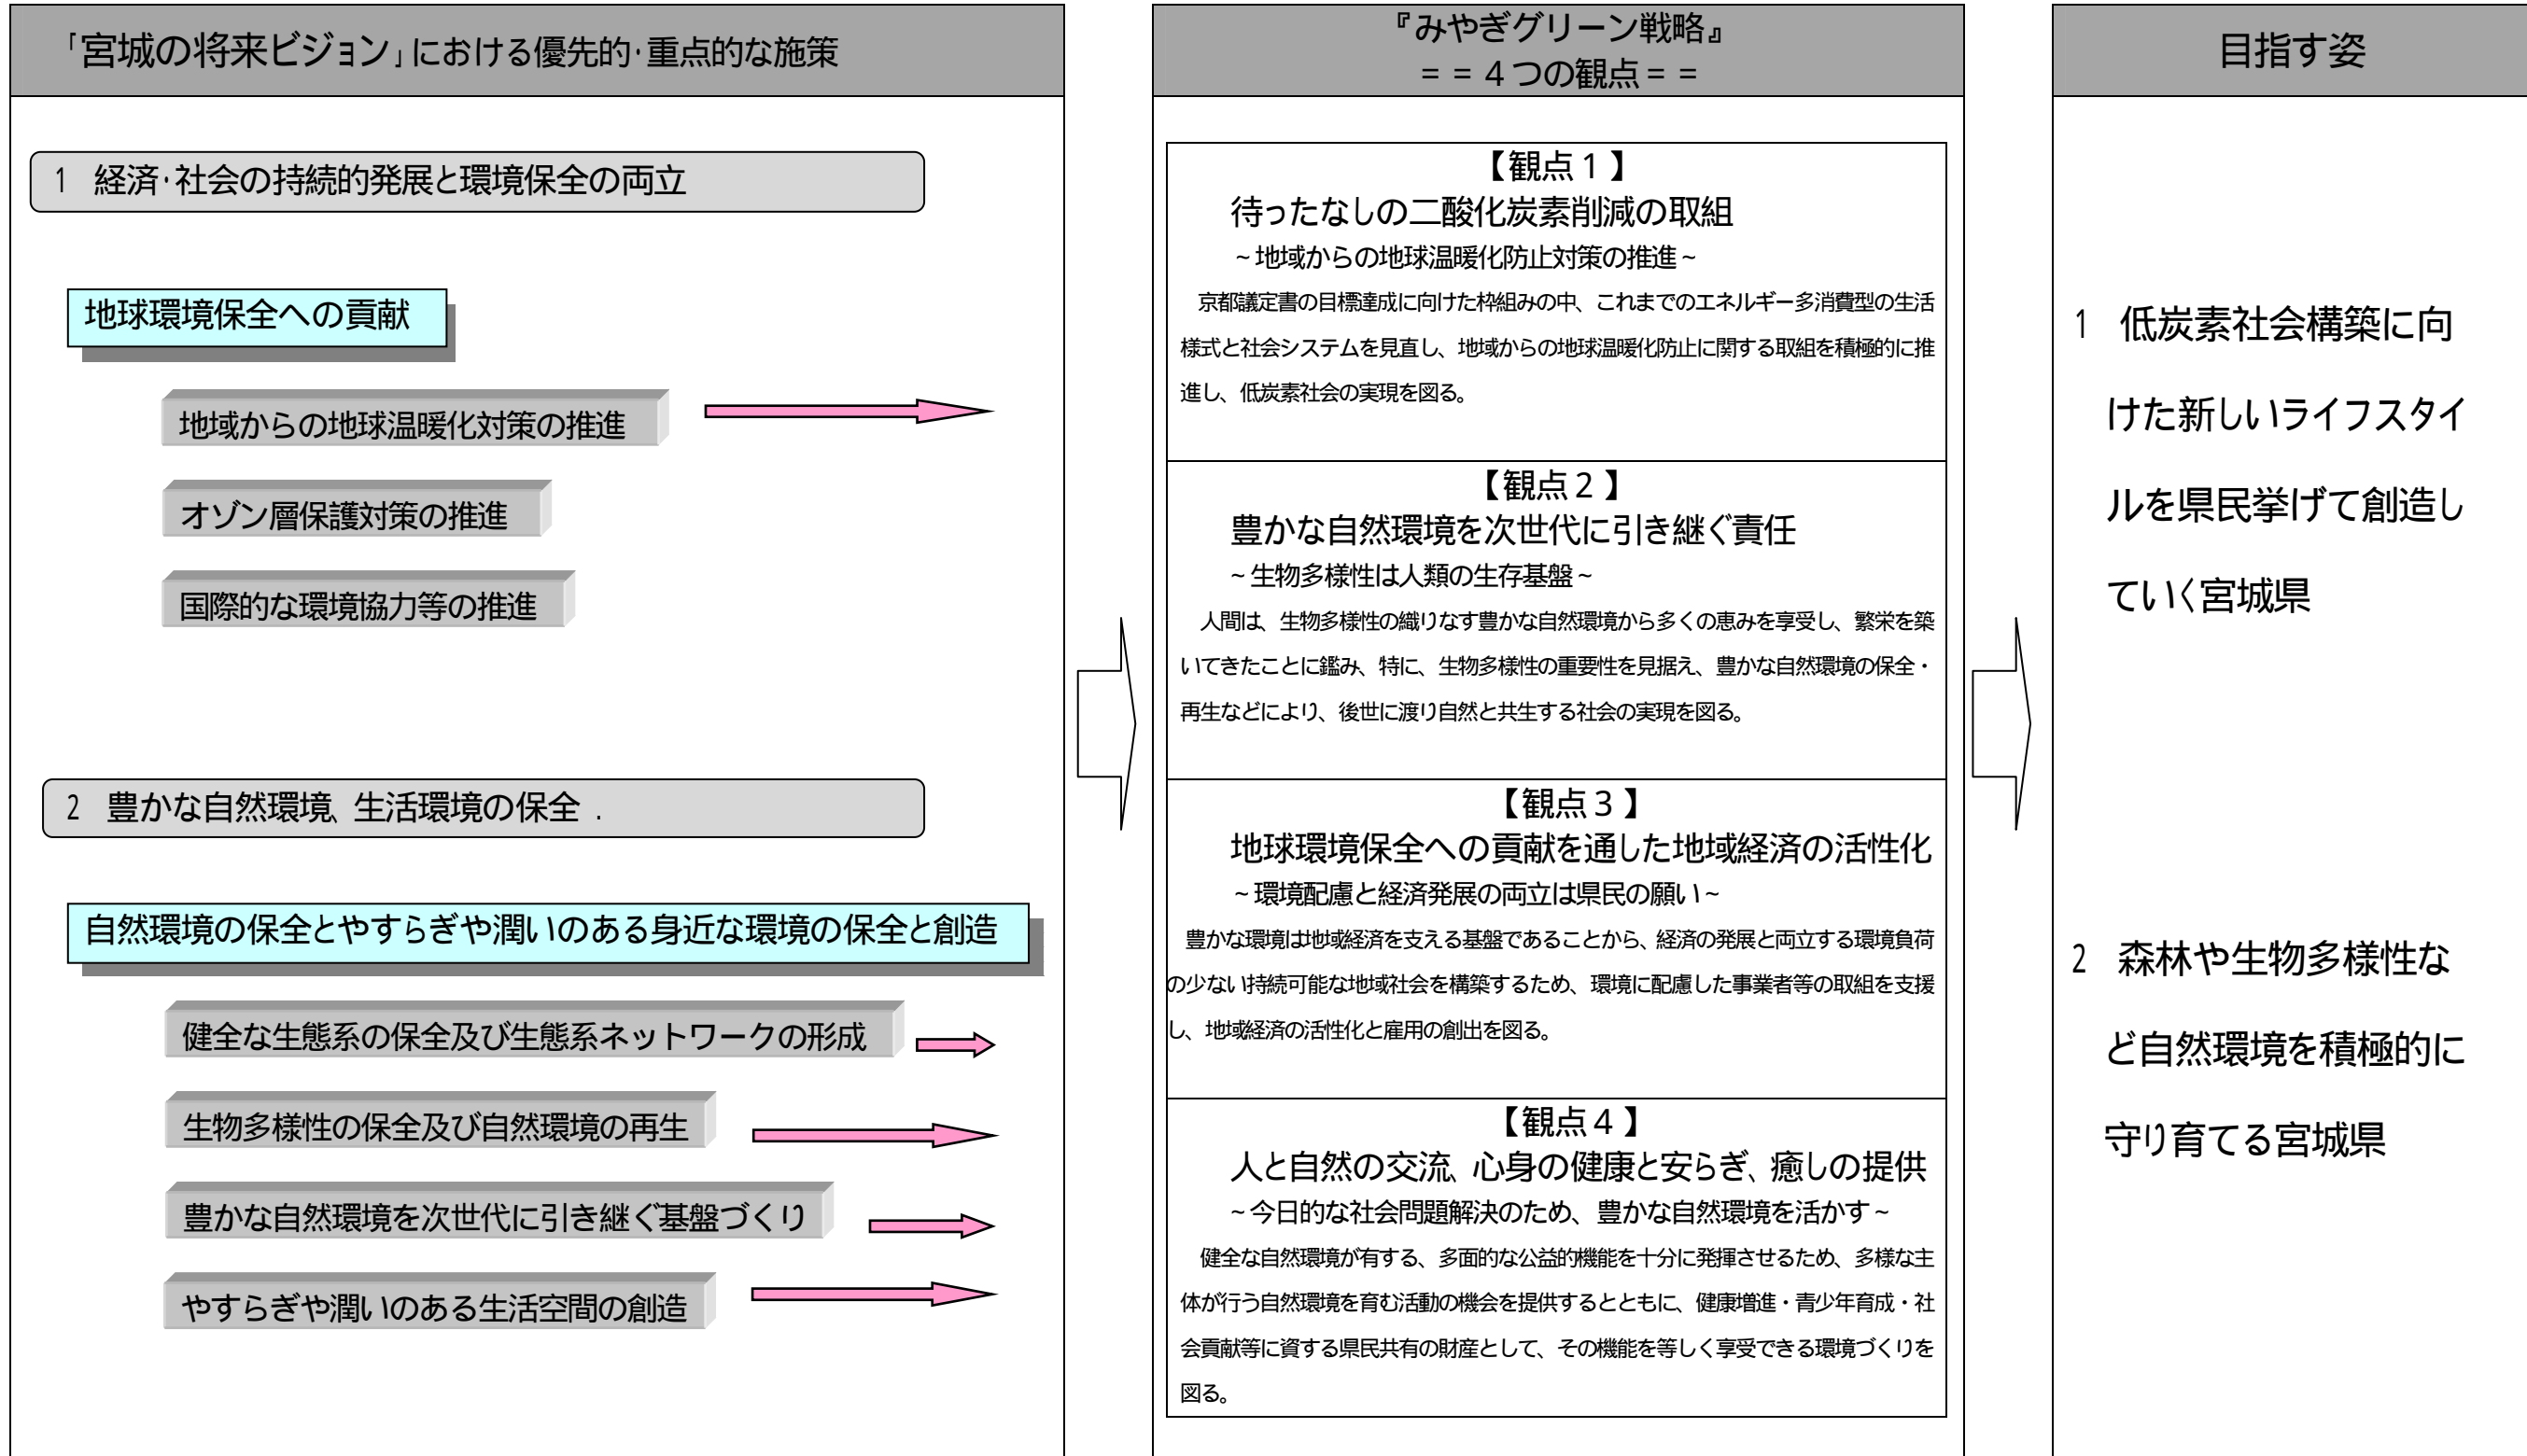 「宮城の将来ビジョン」における優先的・重点的な施策
1 経済・社会の持続的発展と環境保全の両立
地球環境保全への貢献
地域からの地球温暖化対策の推進
オゾン層保護対策の推進
国際的な環境協力等の推進
2 豊かな自然環境、生活環境の保全 .
自然環境の保全とやすらぎや潤いのある身近な環境の保全と創造
健全な生態系の保全及び生態系ネットワークの形成
生物多様性の保全及び自然環境の再生
豊かな自然環境を次世代に引き継ぐ基盤づくり
やすらぎや潤いのある生活空間の創造
『みやぎグリーン戦略』
==4つの観点==
【観点1】
待ったなしの二酸化炭素削減の取組
~地域からの地球温暖化防止対策の推進~
京都議定書の目標達成に向けた枠組みの中、これまでのエネルギー多消費型の生活
様式と社会システムを見直し、地域からの地球温暖化防止に関する取組を積極的に推
進し、低炭素社会の実現を図る。
【観点2】
豊かな自然環境を次世代に引き継ぐ責任
~生物多様性は人類の生存基盤~
人間は、生物多様性の織りなす豊かな自然環境から多くの恵みを享受し、繁栄を築
いてきたことに鑑み、特に、生物多様性の重要性を見据え、豊かな自然環境の保全・
再生などにより、後世に渡り自然と共生する社会の実現を図る。
【観点3】
地球環境保全への貢献を通した地域経済の活性化
~環境配慮と経済発展の両立は県民の願い~
豊かな環境は地域経済を支える基盤であることから、経済の発展と両立する環境負荷
の少ない持続可能な地域社会を構築するため、環境に配慮した事業者等の取組を支援
し、地域経済の活性化と雇用の創出を図る。
【観点4】
人と自然の交流、心身の健康と安らぎ、癒しの提供
~今日的な社会問題解決のため、豊かな自然環境を活かす~
健全な自然環境が有する、多面的な公益的機能を十分に発揮させるため、多様な主
体が行う自然環境を育む活動の機会を提供するとともに、健康増進・青少年育成・社
会貢献等に資する県民共有の財産として、その機能を等しく享受できる環境づくりを
図る。
目指す姿
1 低炭素社会構築に向
けた新しいライフスタイ
ルを県民挙げて創造し
ていく宮城県
2 森林や生物多様性な
ど自然環境を積極的に
守り育てる宮城県